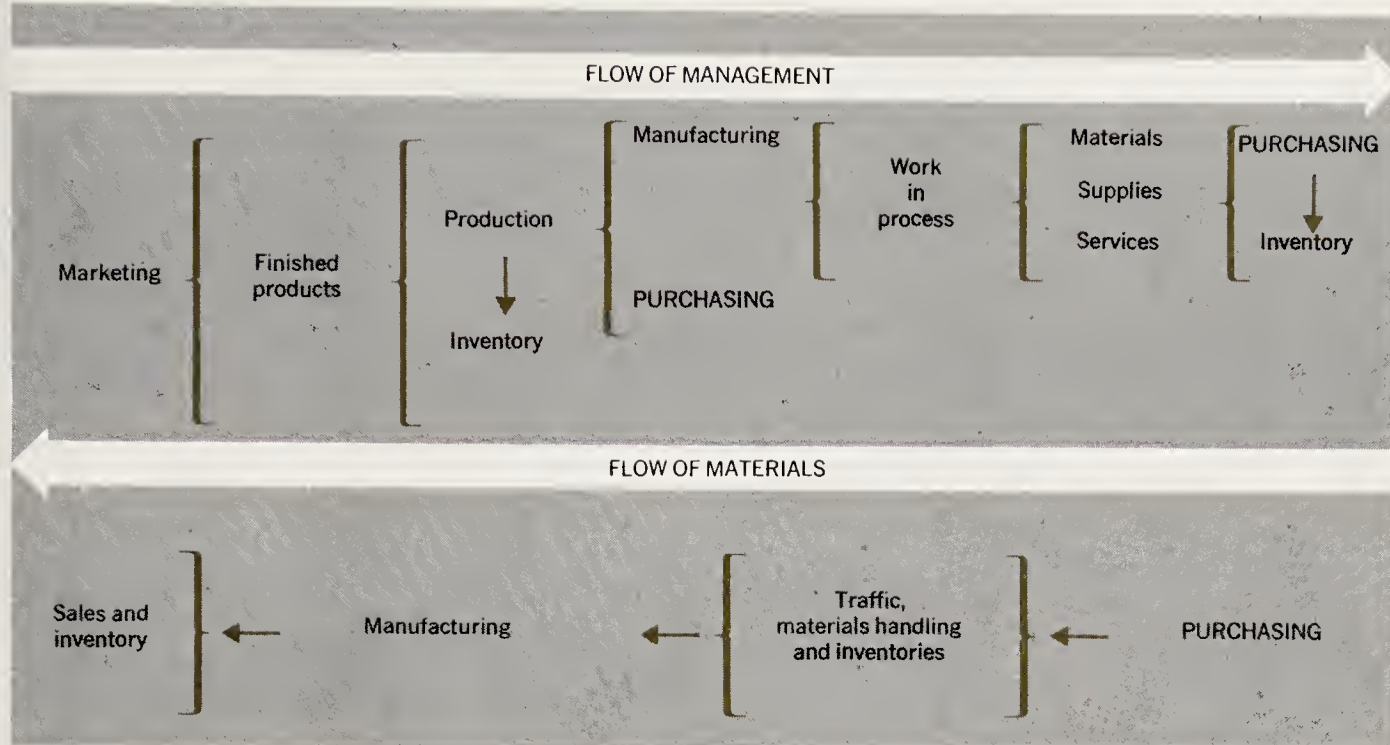 FLOW OF MANAGEMENT
Marketing
Finished
products
Production
Inventory
Manufacturing
PURCHASING
Work
in
process
Materials
Supplies
Services
PURCHASING
Inventory
FLOW OF MATERIALS
Sales and
inventory
Manufacturing
Traffic,
materials handling
and inventories
PURCHASING